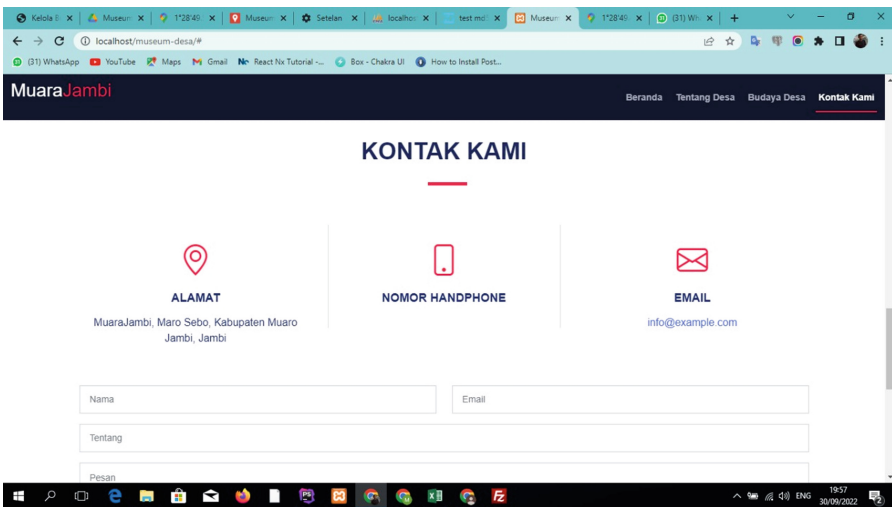 Kelola B
Museum
1°28'49.
Museum
Setelan
localhos
test md
Museum
1°28'49
(31) Wh
localhost/museum-desa/#
(31) WhatsApp
YouTube
Maps
Gmail
React Nx Tutorial -...
Box - Chakra UI
How to Install Post...
MuaraJambi
Beranda
Tentang Desa
Budaya Desa
Kontak Kami
KONTAK KAMI
ALAMAT
MuaraJambi, Maro Sebo, Kabupaten Muaro
Jambi, Jambi
NOMOR HANDPHONE
EMAIL
info@example.com
Nama
Email
Tentang
Pesan
ENG
19:57
30/09/2022